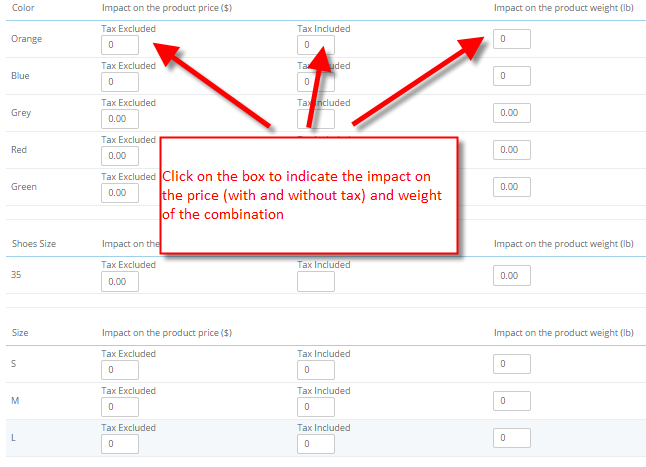 Color Impact on the product price ($) Impact on the product weight (lb)
Tax Excluded Tax Included
Orange 0 0 0
Tax Excluded Tax Included
Blue 0 0 0
Tax Excluded Tax Included
Grey 0.00 0.00
Tax Excluded
Red 0.00 0.00
Tax Excluded
Green 0.00 0.00
Click on the box to indicate the impact on
the price (with and without tax) and weight
of the combination
Shoes Size Impact on the Impact on the product weight (lb)
Tax Excluded Tax Included
35 0.00 0.00
Size Impact on the product price ($) Impact on the product weight (lb)
Tax Excluded Tax Included
S 0 0 0
Tax Excluded Tax Included
M 0 0 0
Tax Excluded Tax Included
L 0 0 0